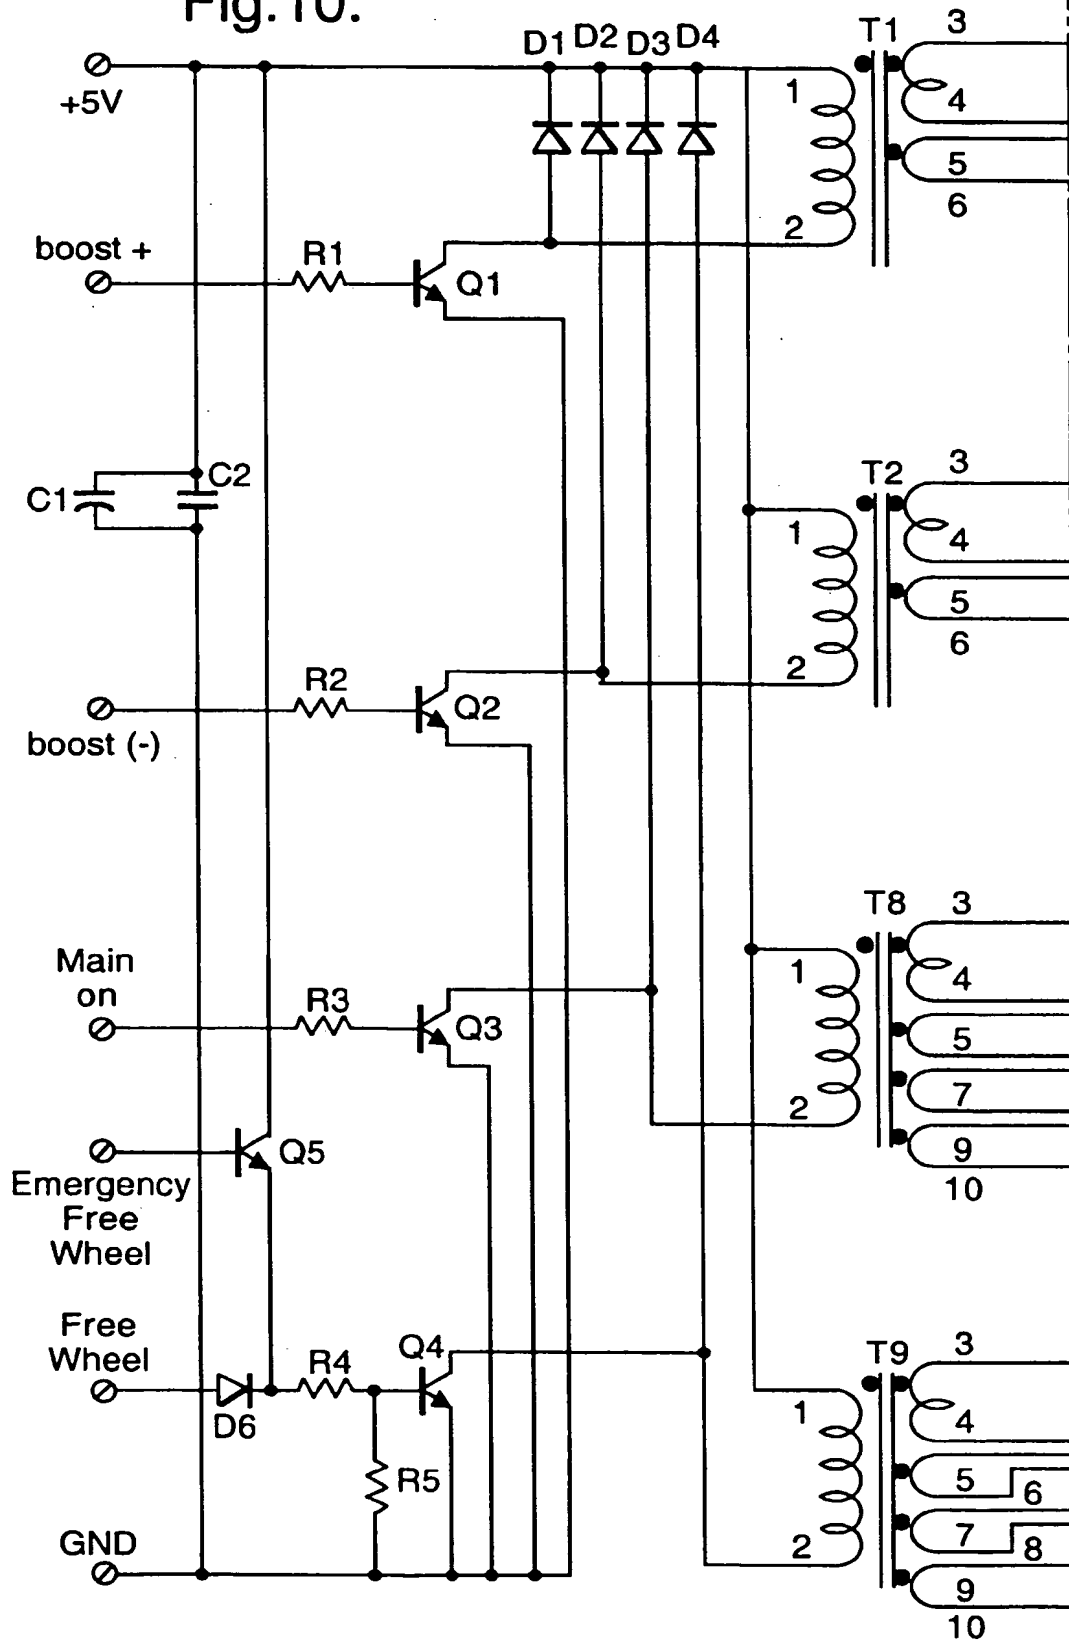 Fig.10.
D1 D2 D3 D4
T1
3
+5V
1
4
5
6
2
boost +
R1
Q1
C1
C2
T2
3
1
4
5
6
2
R2
Q2
boost (-)
T8
3
Main
on
R3
Q3
1
4
5
7
2
9
10
Q5
Emergency
Free
Wheel
Free
Wheel
D6
R4
Q4
R5
T9
3
1
4
5
6
7
8
2
9
10
GND